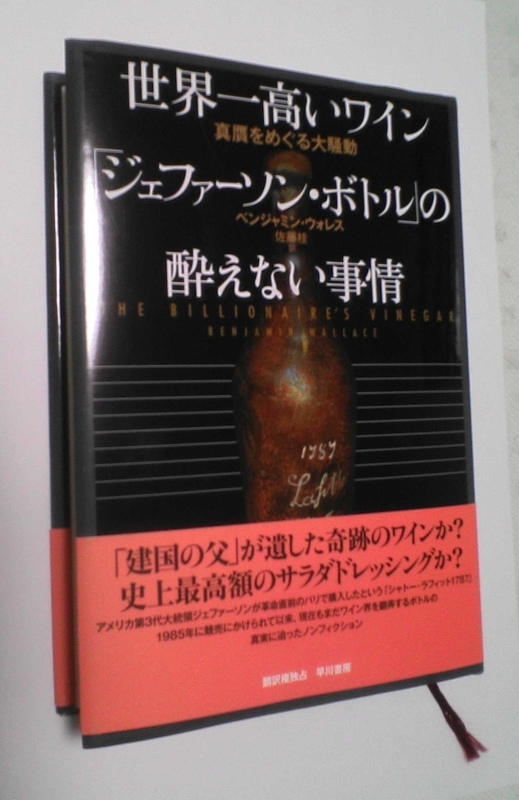 世界一高いワイン
真贋をめぐる大騒動
「ジェファーソン・ボトル」の
ベンジャミン・ウォレス
佐藤桂 訳
酔えない事情
THE BILLIONAIRE'S VINEGAR
BENJAMIN WALLACE
1787
Lafitte
「建国の父」が遺した奇跡のワインか?
史上最高額のサラダドレッシングか?
アメリカ第3代大統領ジェファーソンが革命直前のパリで購入したという「シャトー・ラフィット1787」
1985年に競売にかけられて以来、現在もまだワイン界を翻弄するボトルの
真実に迫ったノンフィクション
翻訳権独占 早川書房